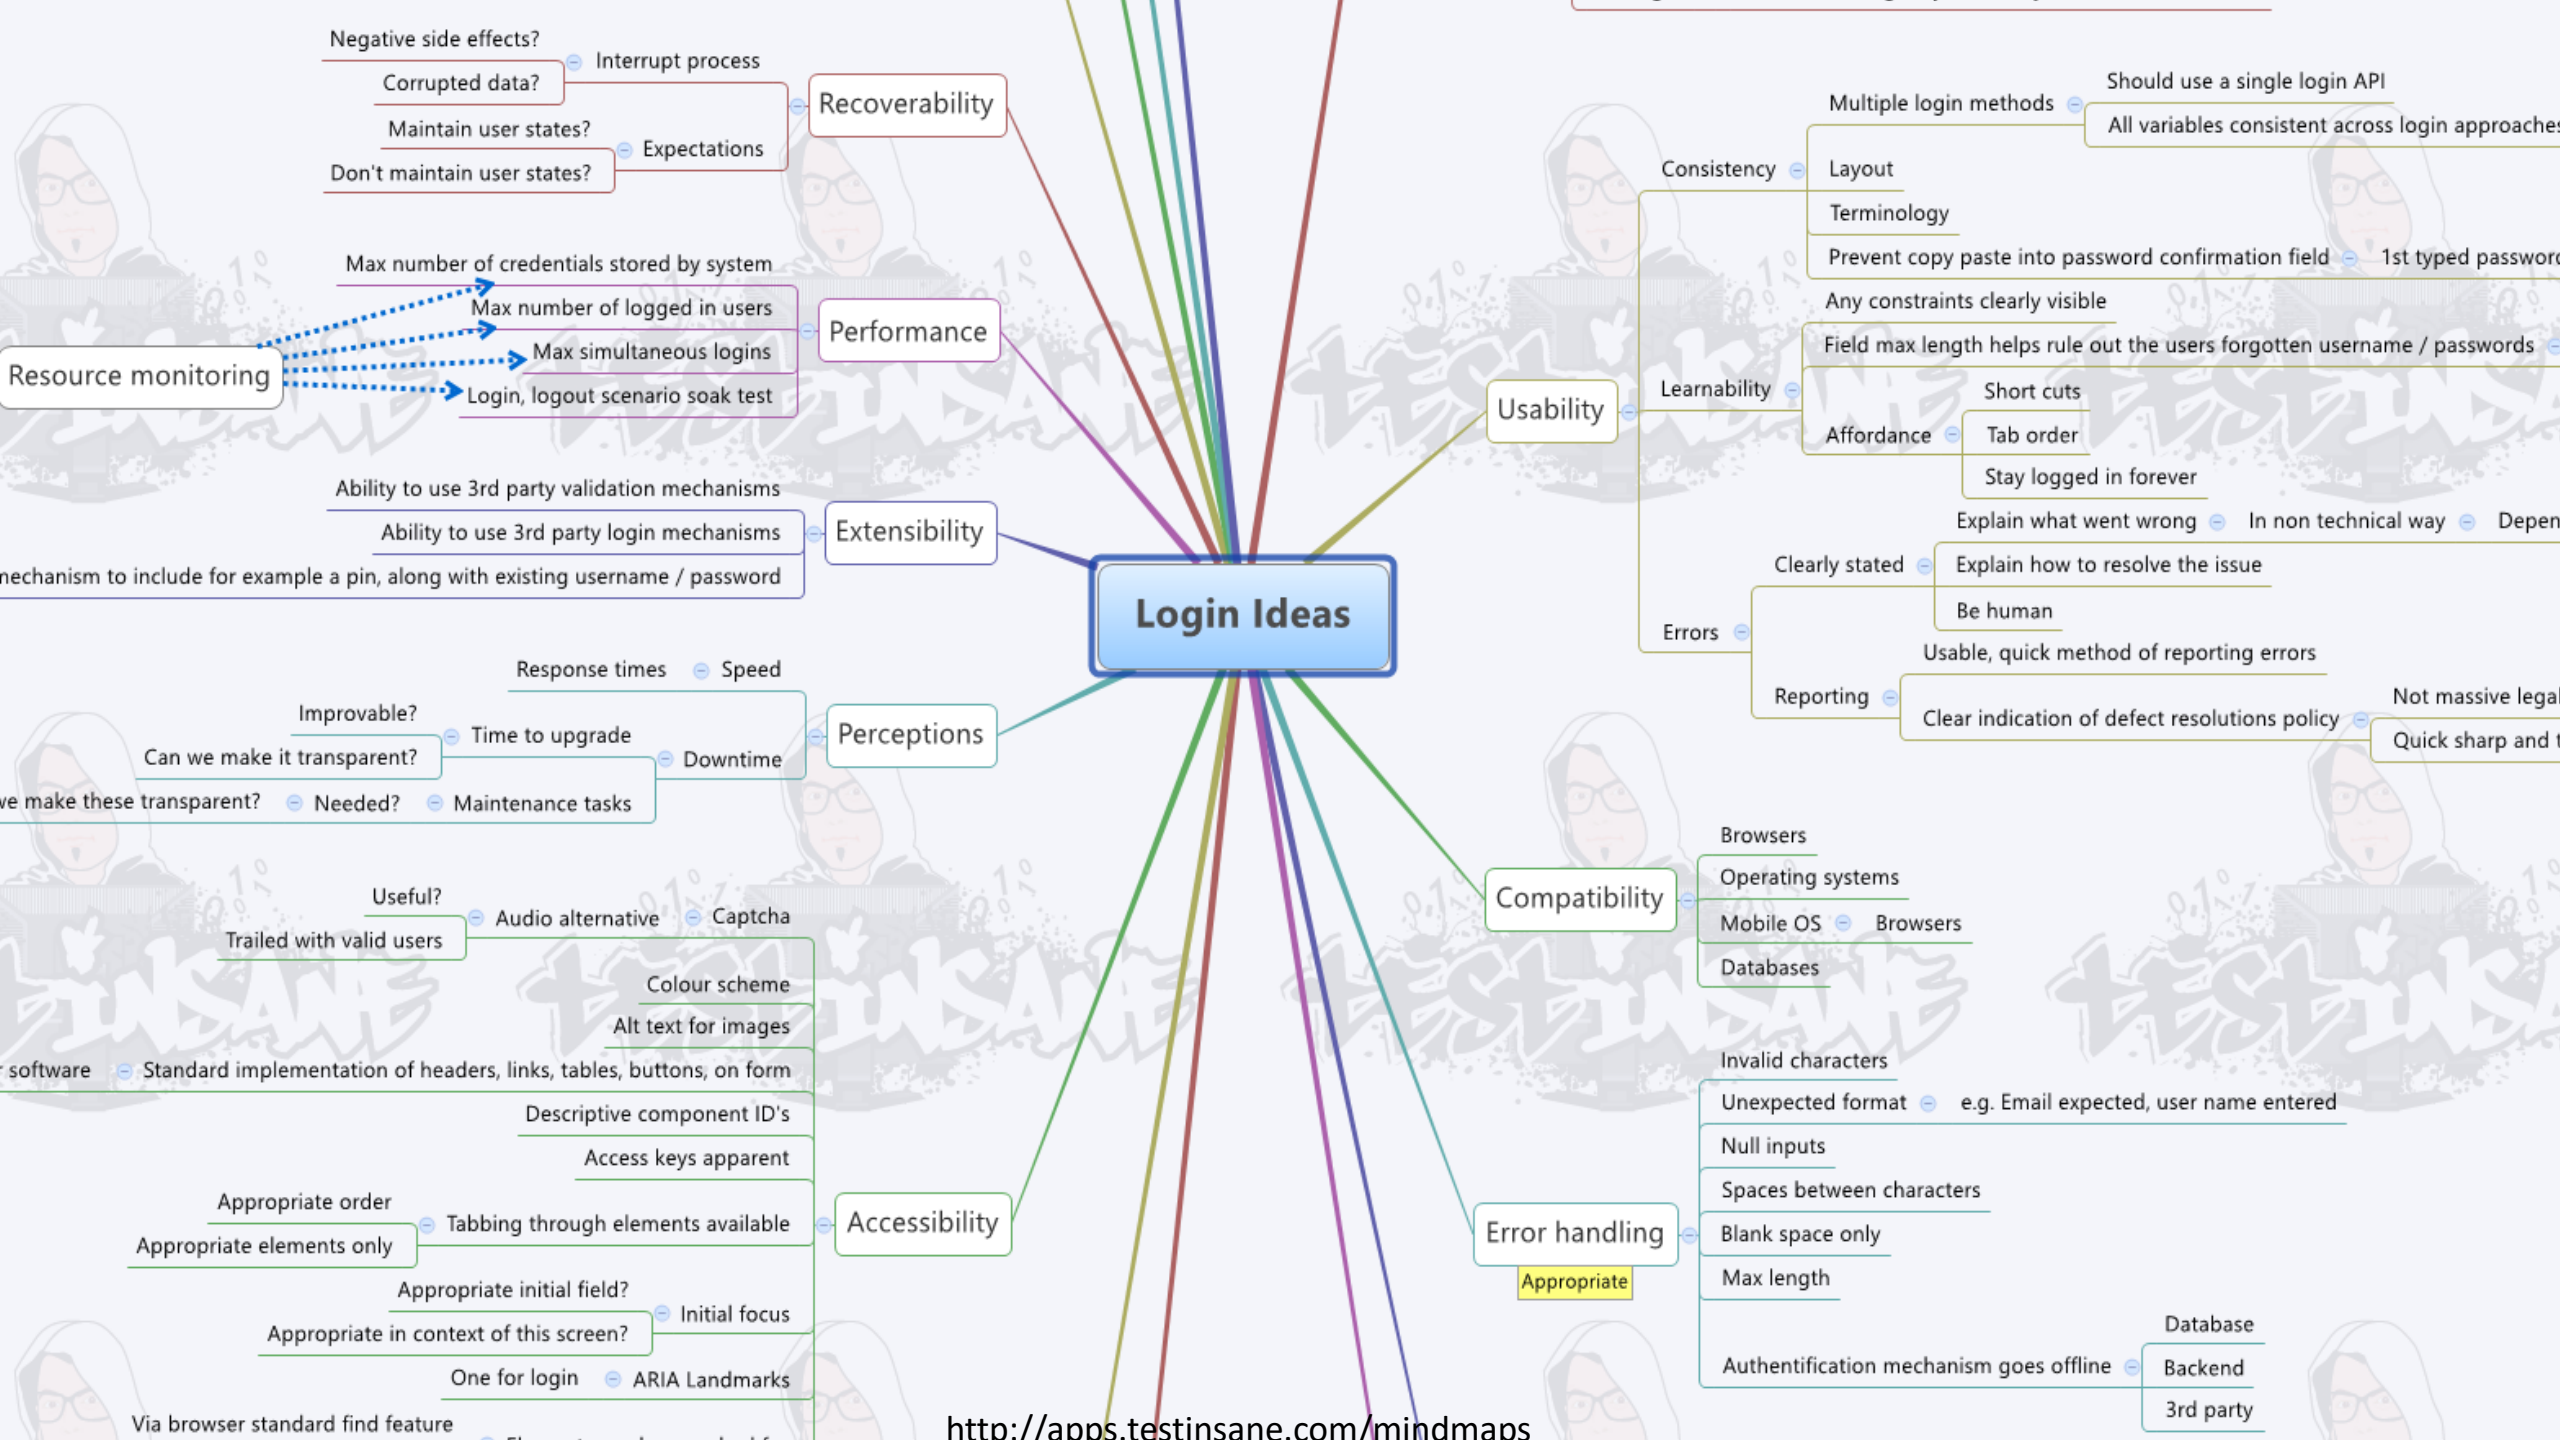 Negative side effects?
Interrupt process
Corrupted data?
Recoverability
Maintain user states?
Expectations
Don't maintain user states?
Max number of credentials stored by system
Max number of logged in users
Performance
Max simultaneous logins
Resource monitoring
Login, logout scenario soak test
Ability to use 3rd party validation mechanisms
Ability to use 3rd party login mechanisms
Extensibility
mechanism to include for example a pin, along with existing username / password
Login Ideas
Response times
Speed
Improvable?
Time to upgrade
Perceptions
Can we make it transparent?
Downtime
we make these transparent?
Needed?
Maintenance tasks
Useful?
Audio alternative
Captcha
Trailed with valid users
Colour scheme
Alt text for images
software
Standard implementation of headers, links, tables, buttons, on form
Descriptive component ID's
Access keys apparent
Appropriate order
Tabbing through elements available
Accessibility
Appropriate elements only
Appropriate initial field?
Initial focus
Appropriate in context of this screen?
One for login
ARIA Landmarks
Via browser standard find feature
Should use a single login API
Multiple login methods
All variables consistent across login approaches
Consistency
Layout
Terminology
Prevent copy paste into password confirmation field
1st typed password
Any constraints clearly visible
Field max length helps rule out the users forgotten username / passwords
Learnability
Short cuts
Usability
Affordance
Tab order
Stay logged in forever
Explain what went wrong
In non technical way
Depen
Clearly stated
Explain how to resolve the issue
Be human
Errors
Usable, quick method of reporting errors
Reporting
Not massive legal
Clear indication of defect resolutions policy
Quick sharp and t
Browsers
Operating systems
Compatibility
Mobile OS
Browsers
Databases
Invalid characters
Unexpected format
e.g. Email expected, user name entered
Null inputs
Spaces between characters
Error handling
Blank space only
Appropriate
Max length
Database
Authentification mechanism goes offline
Backend
3rd party
http://apps.testinsane.com/mindmaps
TESTINSANE